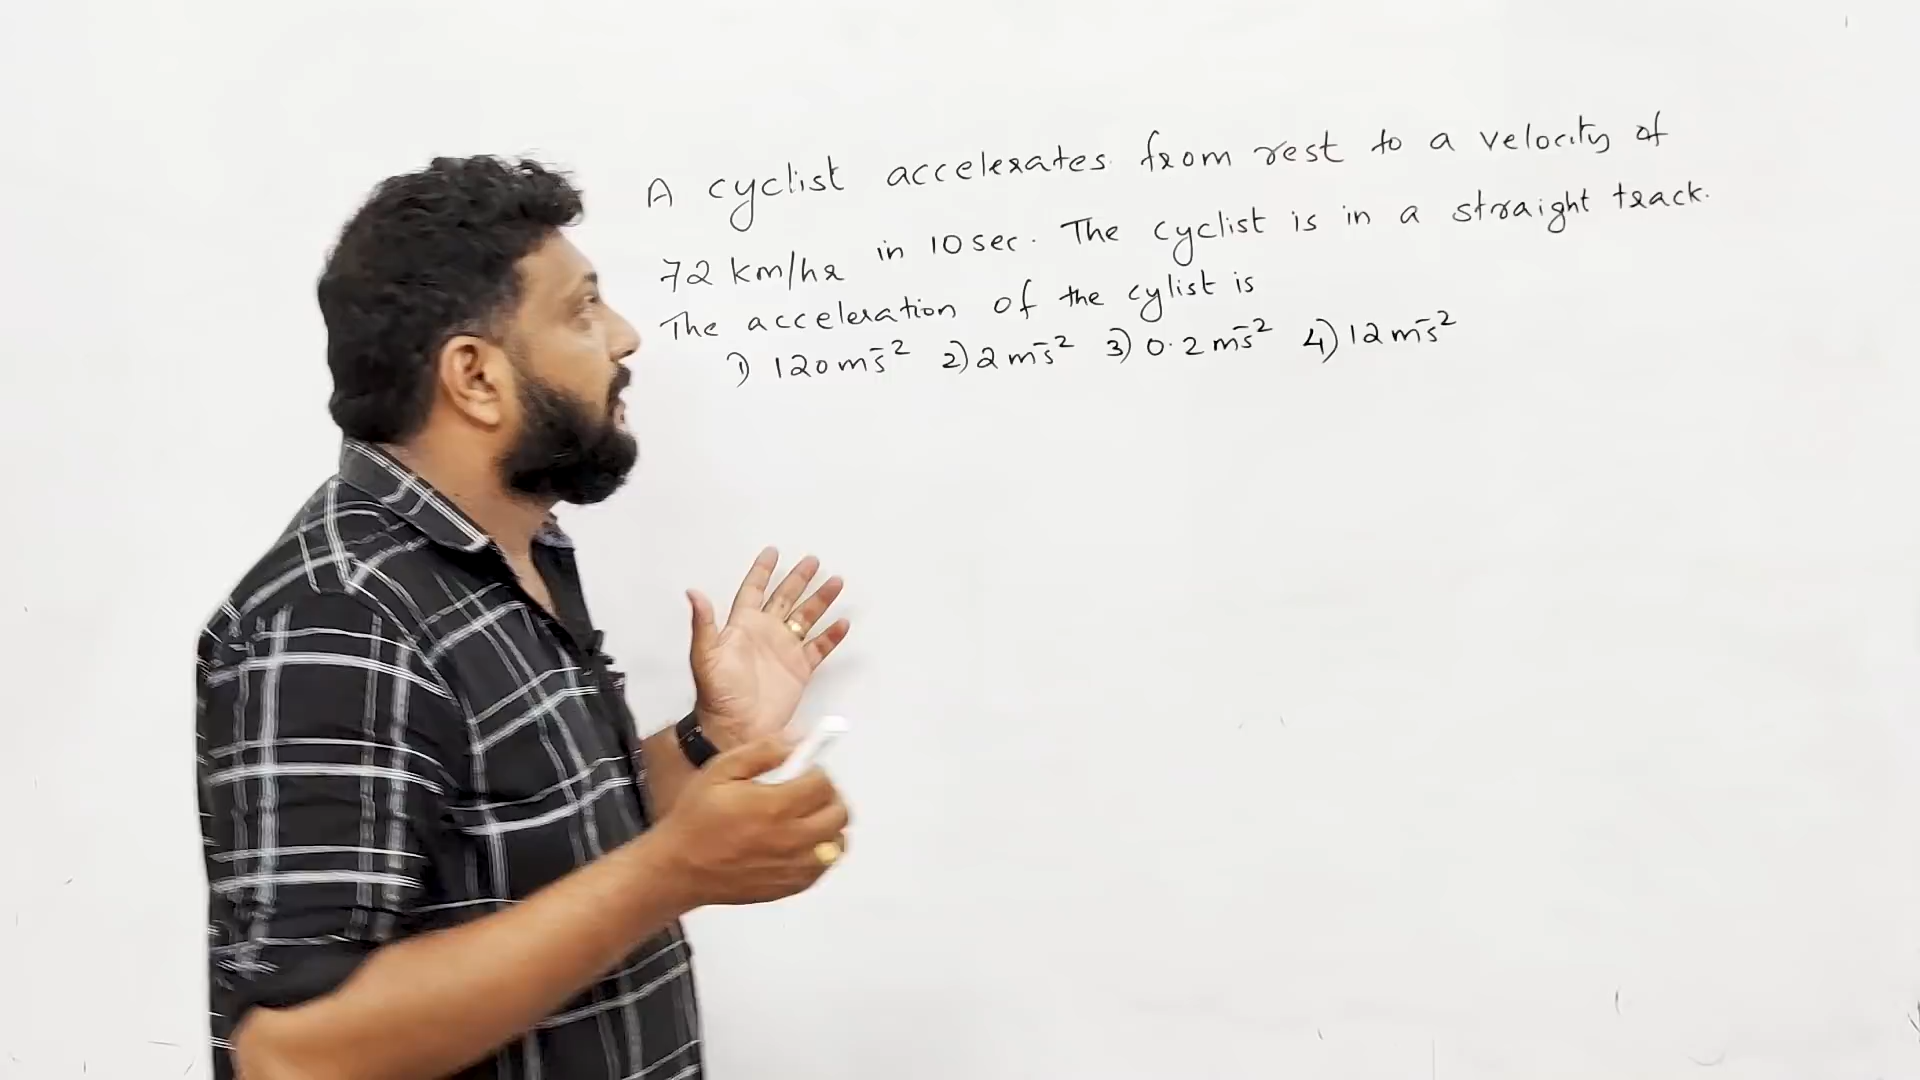 A cyclist accelerates from rest to a velocity of
72 km/hr in 10 sec. The cyclist is in a straight track.
The acceleration of the cylist is
1) 120 ms⁻² 2) 2 ms⁻² 3) 0.2 ms⁻² 4) 12 ms⁻²